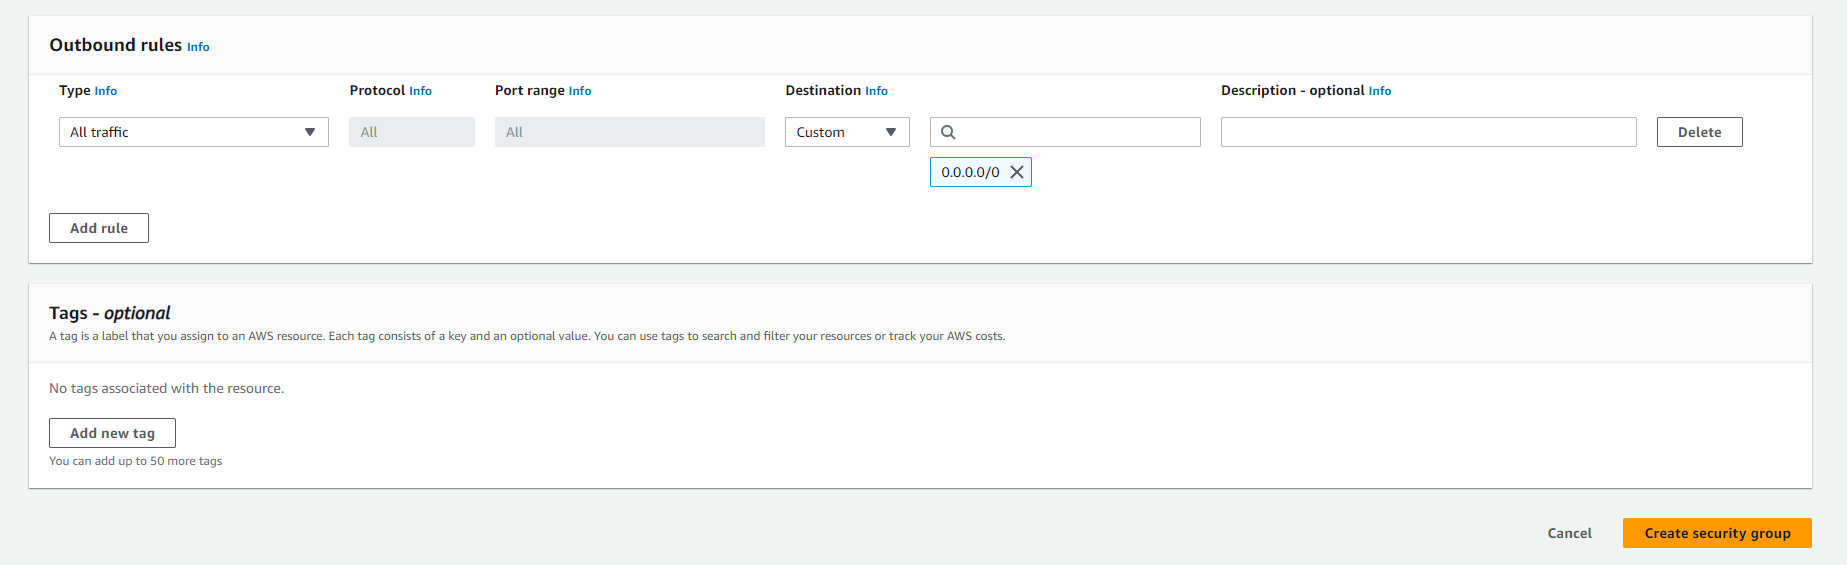 Outbound rules Info
Type Info Protocol Info Port range Info Destination Info Description - optional Info
All traffic All All Custom Delete
0.0.0.0/0
Add rule
Tags - optional
A tag is a label that you assign to an AWS resource. Each tag consists of a key and an optional value. You can use tags to search and filter your resources or track your AWS costs.
No tags associated with the resource.
Add new tag
You can add up to 50 more tags
Cancel Create security group